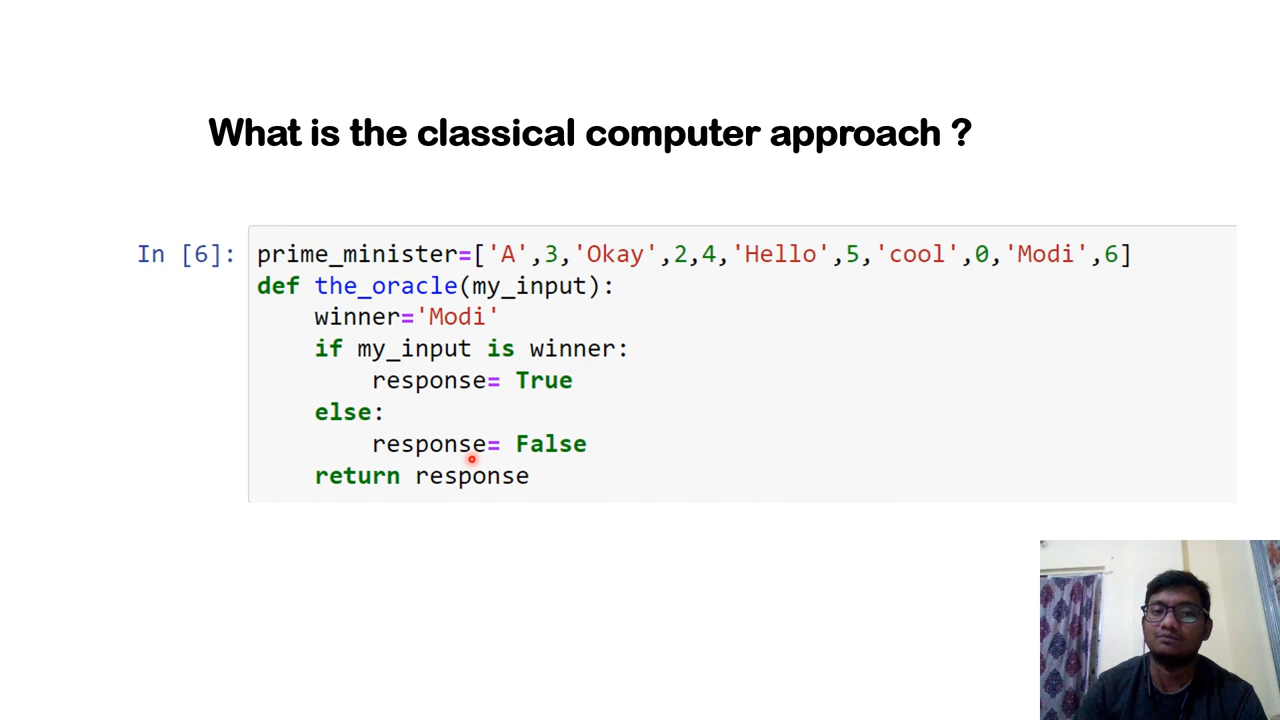 What is the classical computer approach ?
In [6]: prime_minister=['A',3,'Okay',2,4,'Hello',5,'cool',0,'Modi',6]
def the_oracle(my_input):
    winner='Modi'
    if my_input is winner:
        response= True
    else:
        response= False
    return response